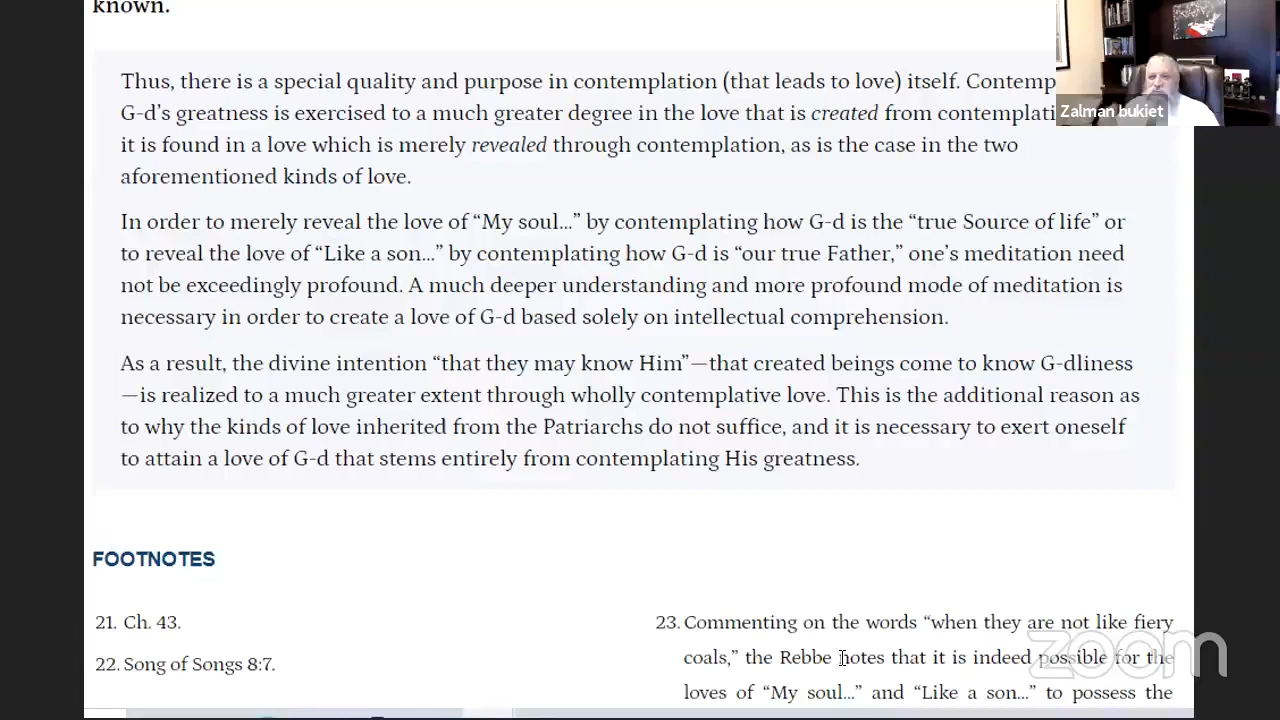 known.
Thus, there is a special quality and purpose in contemplation (that leads to love) itself. Contemp
G-d's greatness is exercised to a much greater degree in the love that is created from contemplati
it is found in a love which is merely revealed through contemplation, as is the case in the two
aforementioned kinds of love.
In order to merely reveal the love of “My soul...” by contemplating how G-d is the “true Source of life” or
to reveal the love of “Like a son...” by contemplating how G-d is “our true Father,” one’s meditation need
not be exceedingly profound. A much deeper understanding and more profound mode of meditation is
necessary in order to create a love of G-d based solely on intellectual comprehension.
As a result, the divine intention “that they may know Him”—that created beings come to know G-dliness
—is realized to a much greater extent through wholly contemplative love. This is the additional reason as
to why the kinds of love inherited from the Patriarchs do not suffice, and it is necessary to exert oneself
to attain a love of G-d that stems entirely from contemplating His greatness.
FOOTNOTES
21. Ch. 43.
22. Song of Songs 8:7.
23. Commenting on the words “when they are not like fiery
coals,” the Rebbe notes that it is indeed possible for the
loves of “My soul...” and “Like a son...” to possess the
Zalman bukiet
zoom